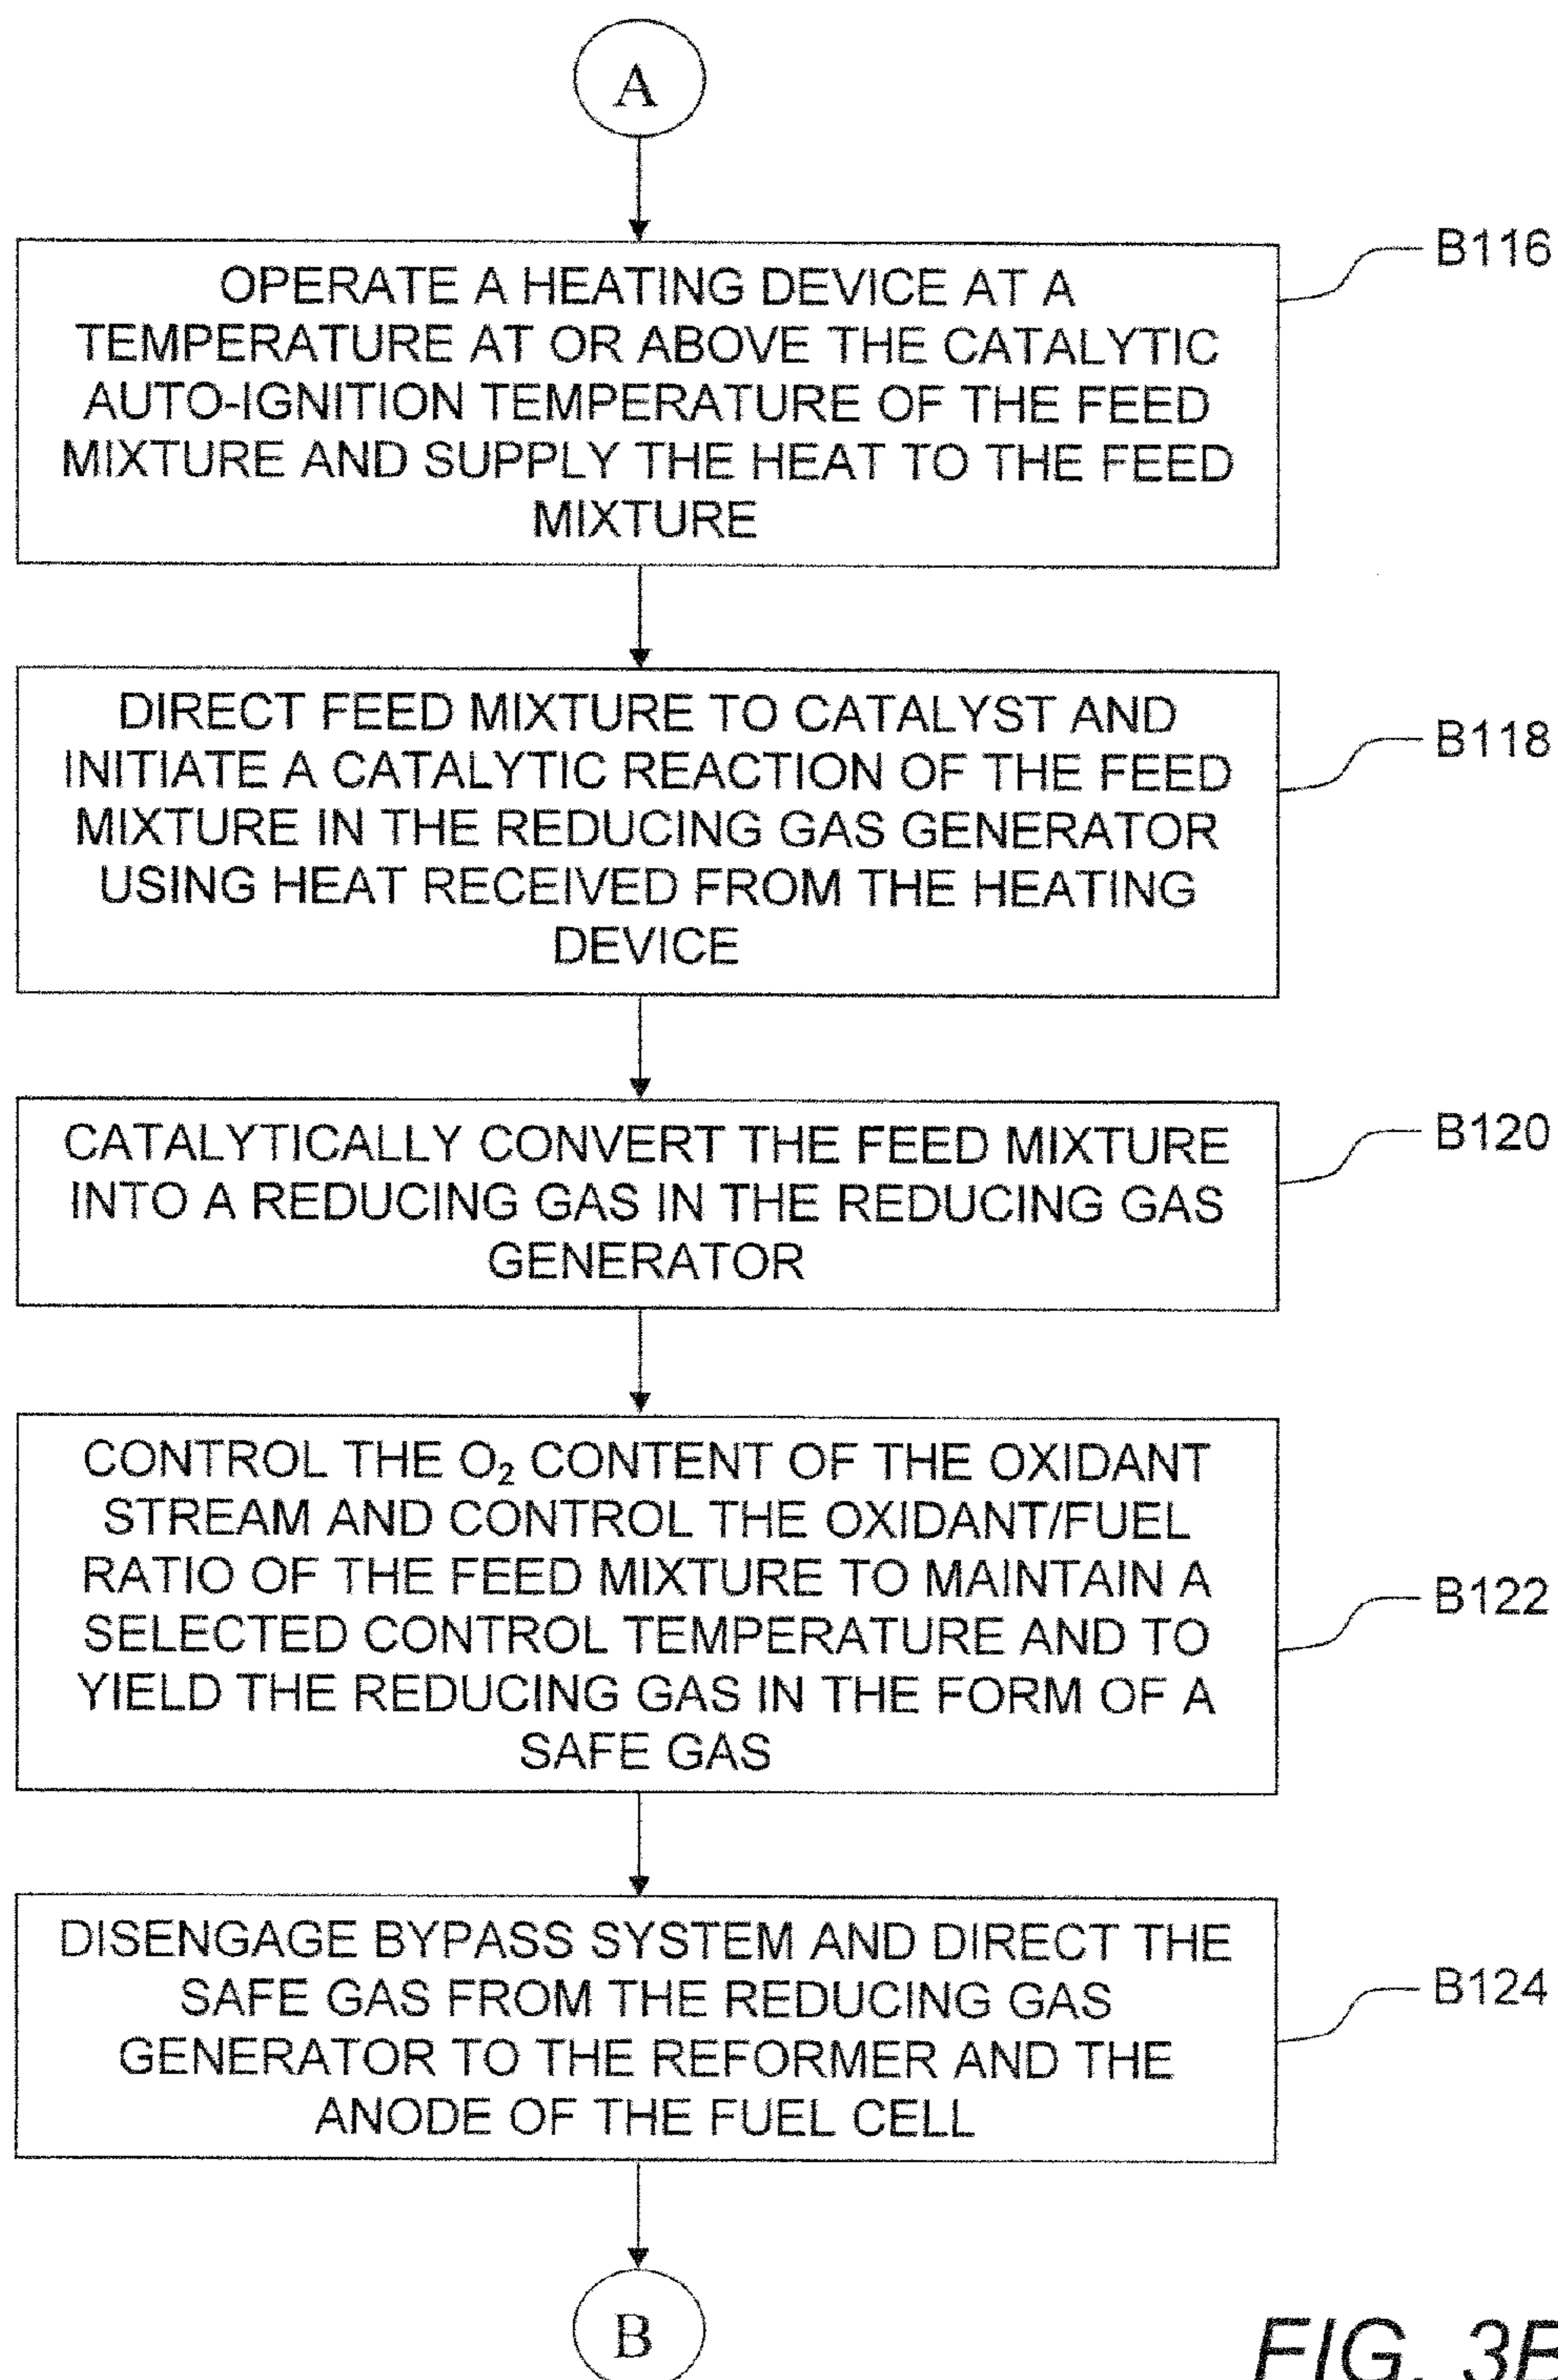 A
OPERATE A HEATING DEVICE AT A
TEMPERATURE AT OR ABOVE THE CATALYTIC
AUTO-IGNITION TEMPERATURE OF THE FEED
MIXTURE AND SUPPLY THE HEAT TO THE FEED
MIXTURE
B116
DIRECT FEED MIXTURE TO CATALYST AND
INITIATE A CATALYTIC REACTION OF THE FEED
MIXTURE IN THE REDUCING GAS GENERATOR
USING HEAT RECEIVED FROM THE HEATING
DEVICE
B118
CATALYTICALLY CONVERT THE FEED MIXTURE
INTO A REDUCING GAS IN THE REDUCING GAS
GENERATOR
B120
CONTROL THE O₂ CONTENT OF THE OXIDANT
STREAM AND CONTROL THE OXIDANT/FUEL
RATIO OF THE FEED MIXTURE TO MAINTAIN A
SELECTED CONTROL TEMPERATURE AND TO
YIELD THE REDUCING GAS IN THE FORM OF A
SAFE GAS
B122
DISENGAGE BYPASS SYSTEM AND DIRECT THE
SAFE GAS FROM THE REDUCING GAS
GENERATOR TO THE REFORMER AND THE
ANODE OF THE FUEL CELL
B124
B
FIG. 3B